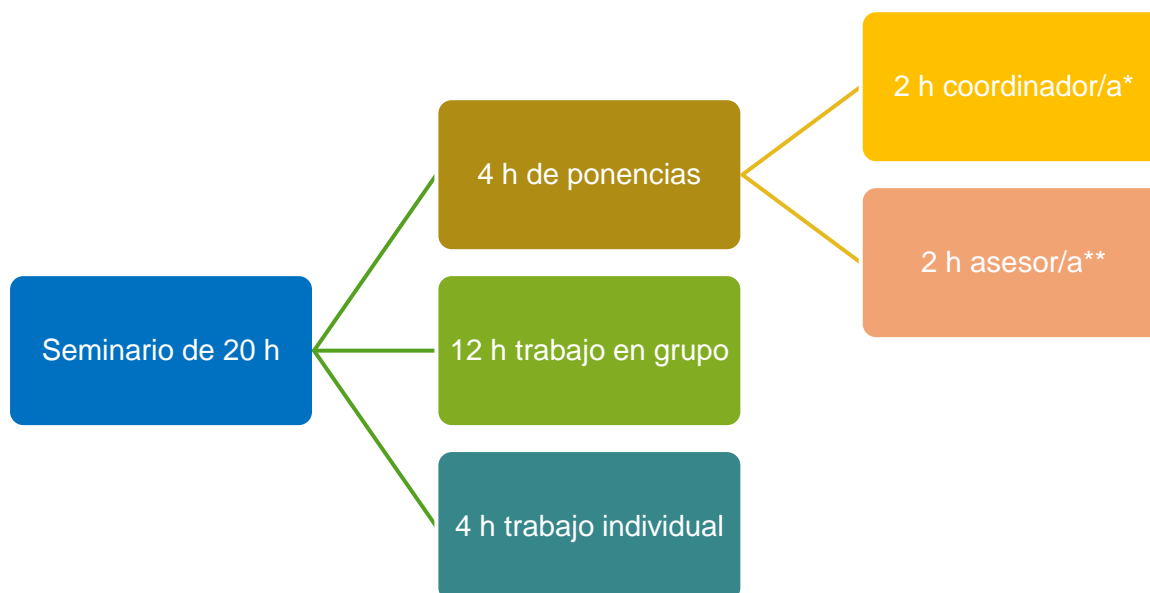 Seminario de 20 h
4 h de ponencias
2 h coordinador/a*
2 h asesor/a**
12 h trabajo en grupo
4 h trabajo individual